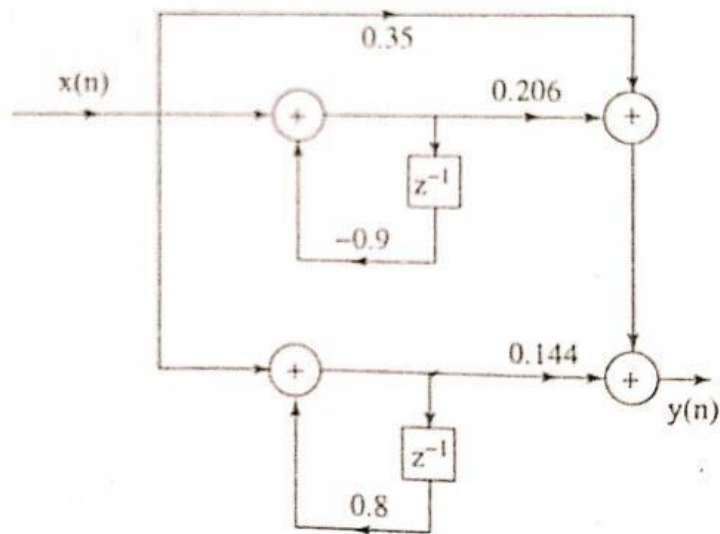 0.35
x(n)
0.206
+
+
z⁻¹
−0.9
0.144
+
+
y(n)
z⁻¹
0.8